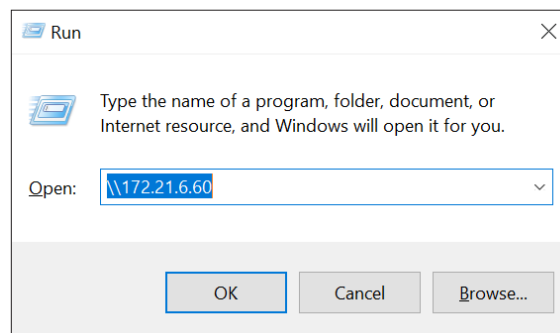 Run
Type the name of a program, folder, document, or
Internet resource, and Windows will open it for you.
Open:
\\172.21.6.60
OK
Cancel
Browse...